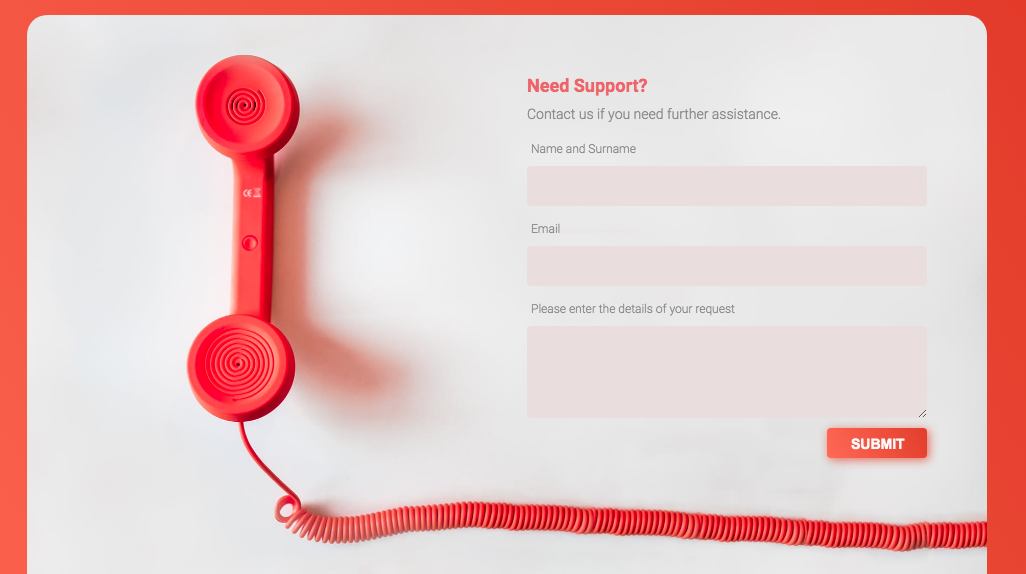 CE
Need Support?
Contact us if you need further assistance.
Name and Surname
Email
Please enter the details of your request
SUBMIT